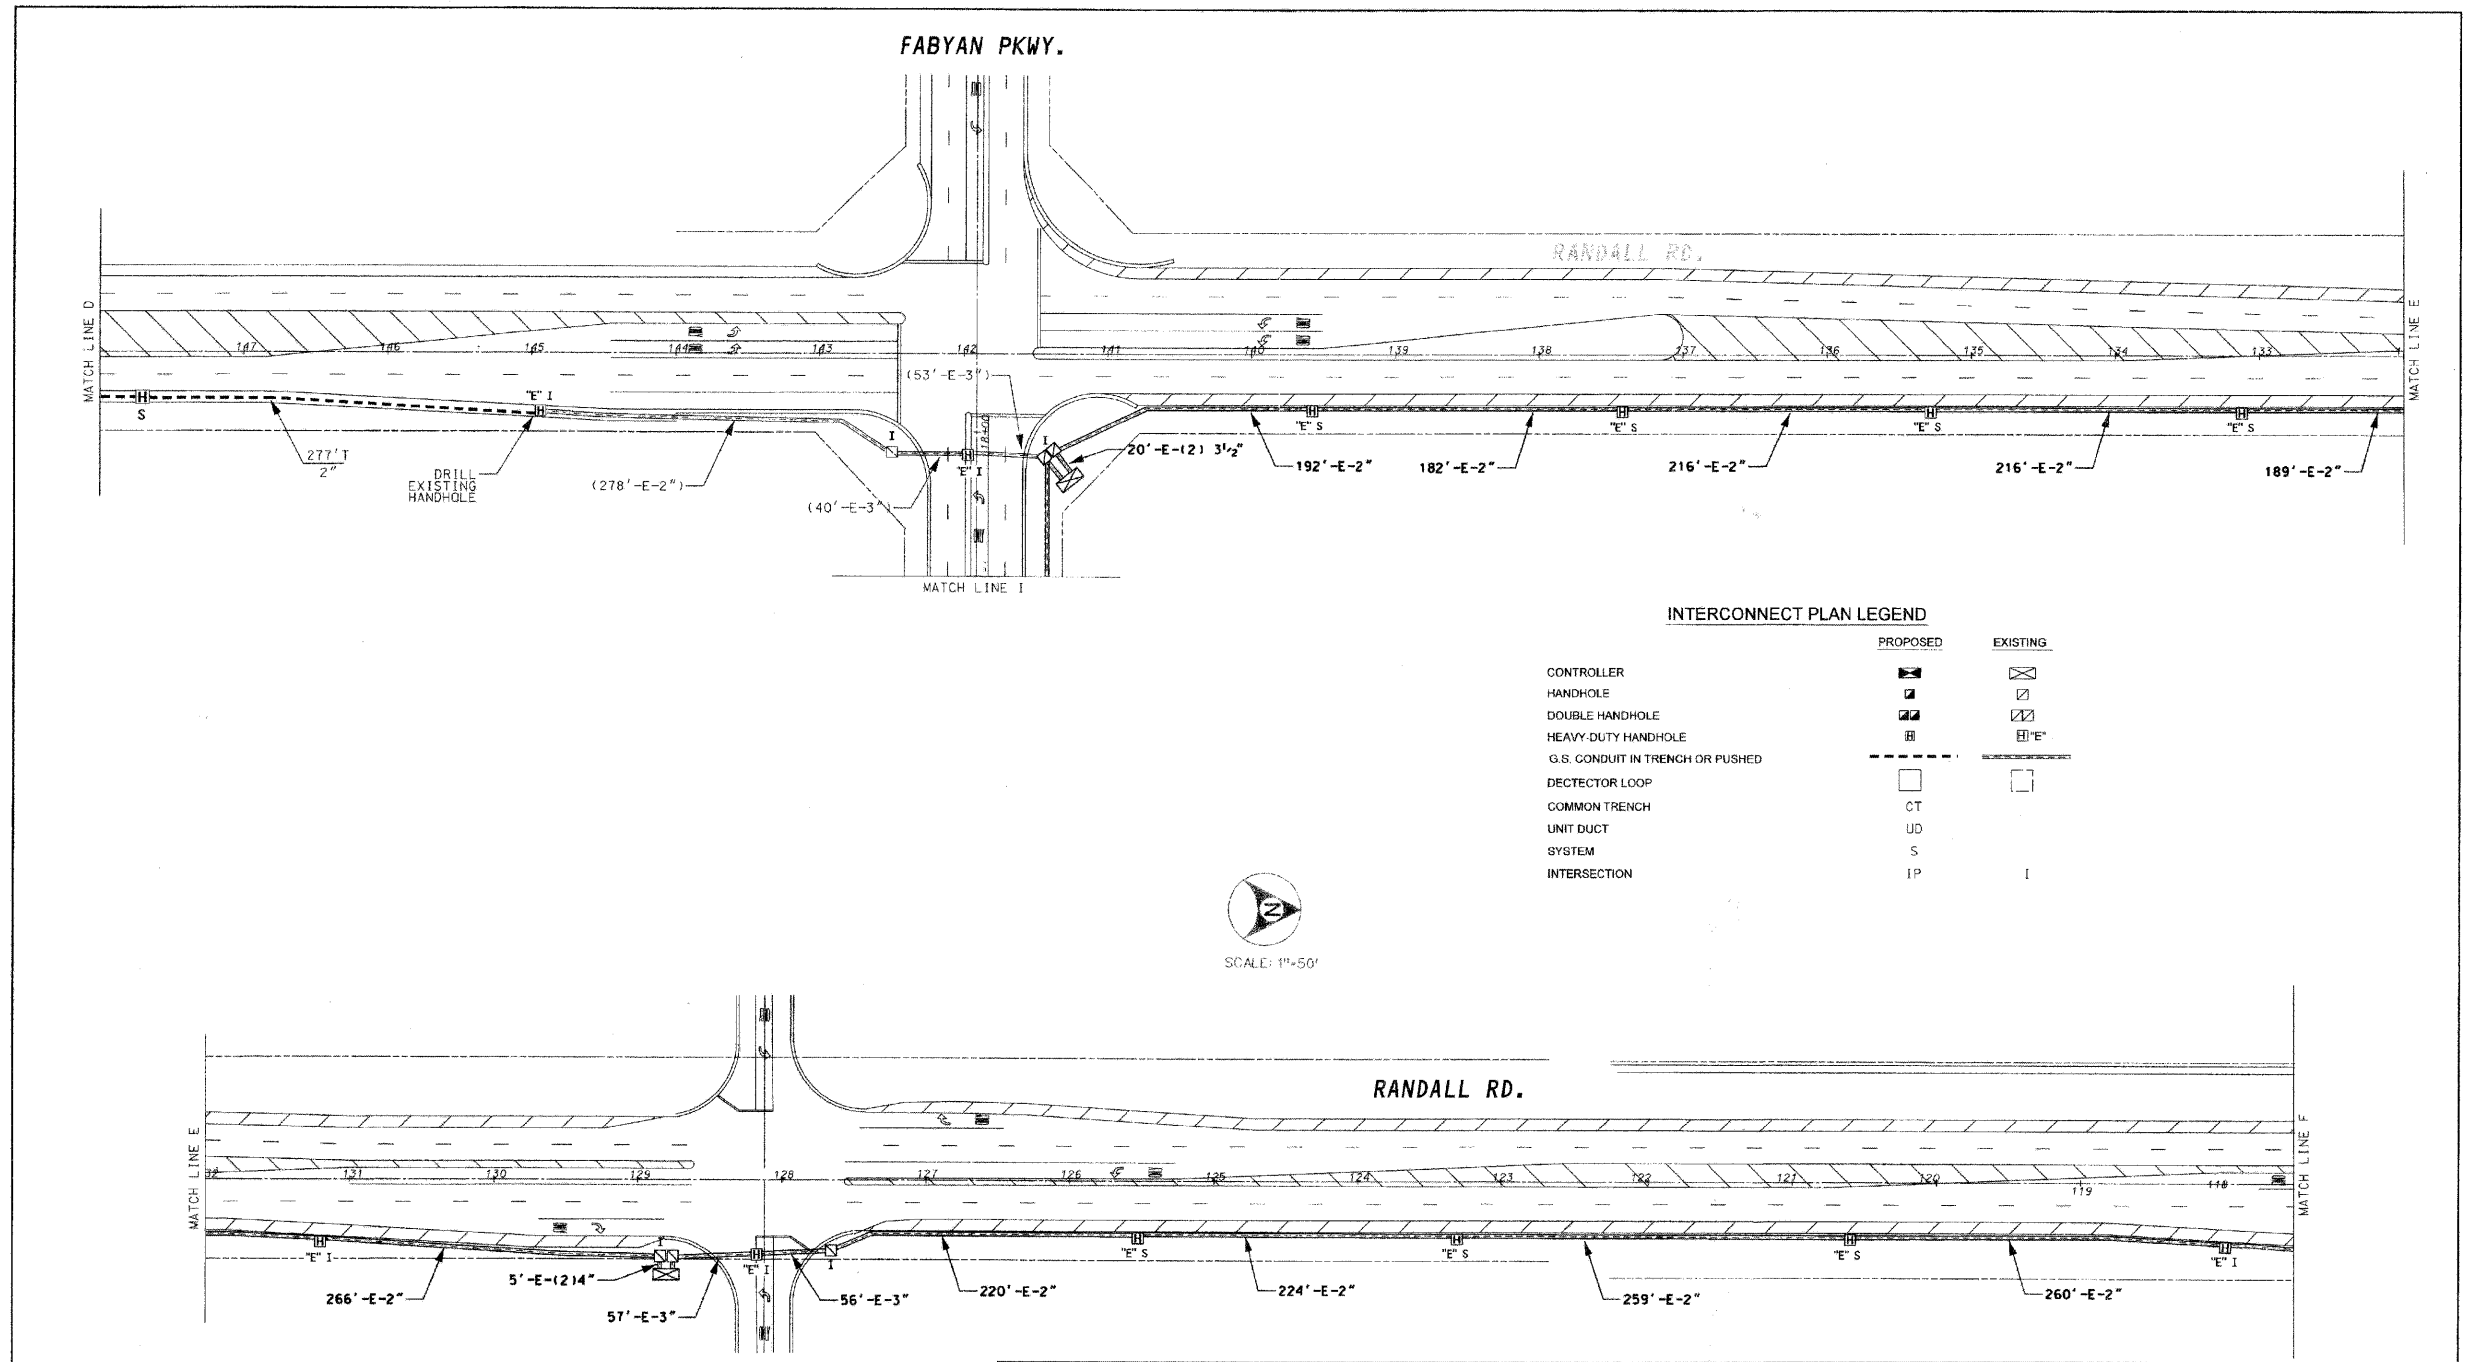 FABYAN PKWY.
RANDALL RD.
MATCH LINE D
MATCH LINE E
147 146 145 144 143 142 141 140 139 138 137 136 135 134 133
(53'-E-3")
18+00
S
"E" I
I
"E" I
I
"E" S
"E" S
"E" S
"E" S
277'T
2"
DRILL
EXISTING
HANDHOLE
(278'-E-2")
(40'-E-3")
20'-E-(2) 3½"
192'-E-2"
182'-E-2"
216'-E-2"
216'-E-2"
189'-E-2"
MATCH LINE I
INTERCONNECT PLAN LEGEND
PROPOSED EXISTING
CONTROLLER
HANDHOLE
DOUBLE HANDHOLE
HEAVY-DUTY HANDHOLE H H "E"
G.S. CONDUIT IN TRENCH OR PUSHED
DECTECTOR LOOP
COMMON TRENCH CT
UNIT DUCT UD
SYSTEM S
INTERSECTION IP I
N
SCALE: 1"=50'
RANDALL RD.
MATCH LINE E
MATCH LINE F
32 131 130 129 128 127 126 125 124 123 122 121 120 119 118
"E" I
I
"E" I
I
"E" S
"E" S
"E" S
"E" I
266'-E-2"
5'-E-(2)4"
57'-E-3"
56'-E-3"
220'-E-2"
224'-E-2"
259'-E-2"
260'-E-2"